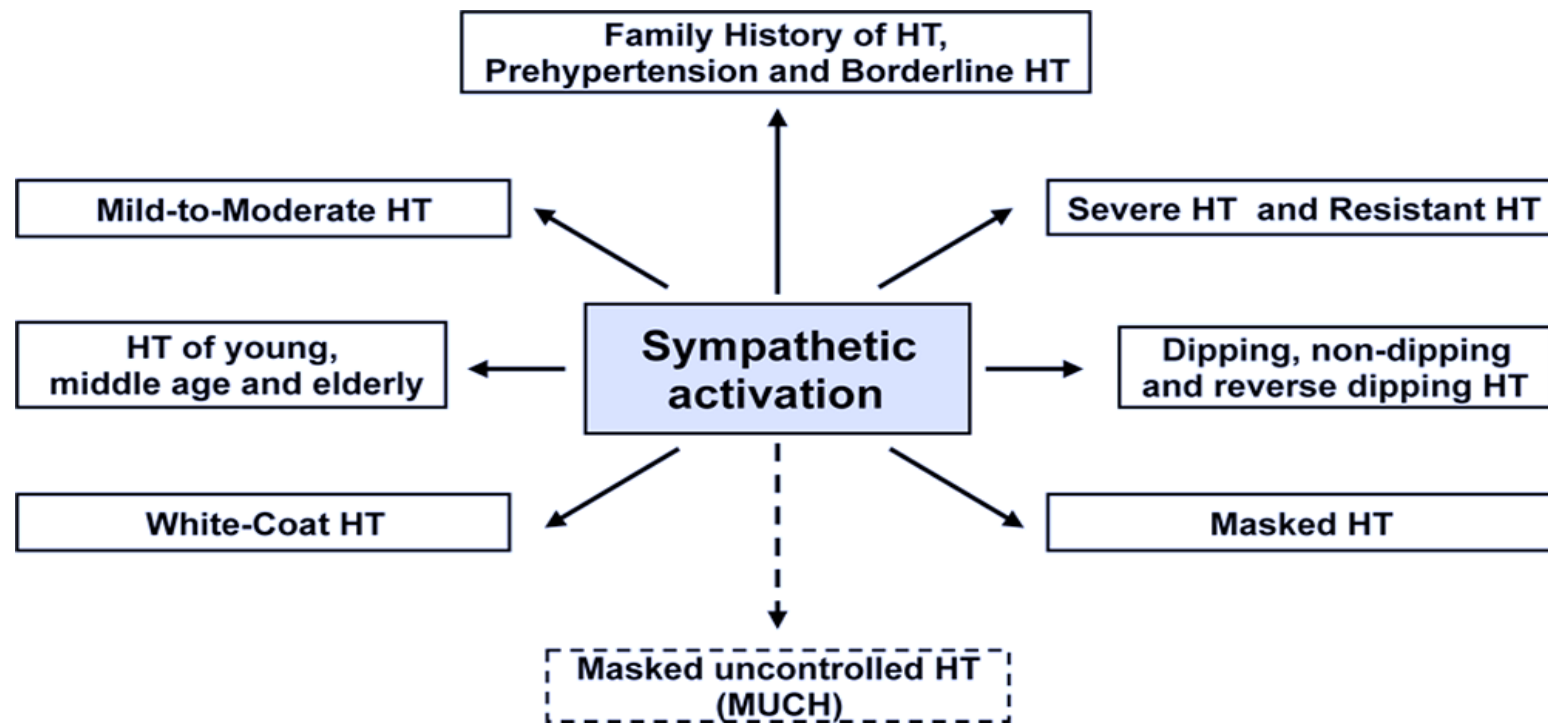 Family History of HT,
Prehypertension and Borderline HT
Mild-to-Moderate HT
Severe HT and Resistant HT
HT of young,
middle age and elderly
Sympathetic
activation
Dipping, non-dipping
and reverse dipping HT
White-Coat HT
Masked HT
Masked uncontrolled HT
(MUCH)